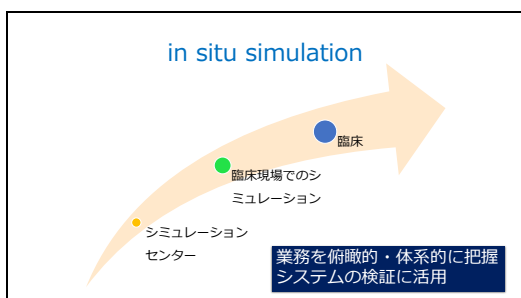 in situ simulation
臨床
臨床現場でのシ
ミュレーション
シミュレーション
センター
業務を俯瞰的・体系的に把握
システムの検証に活用